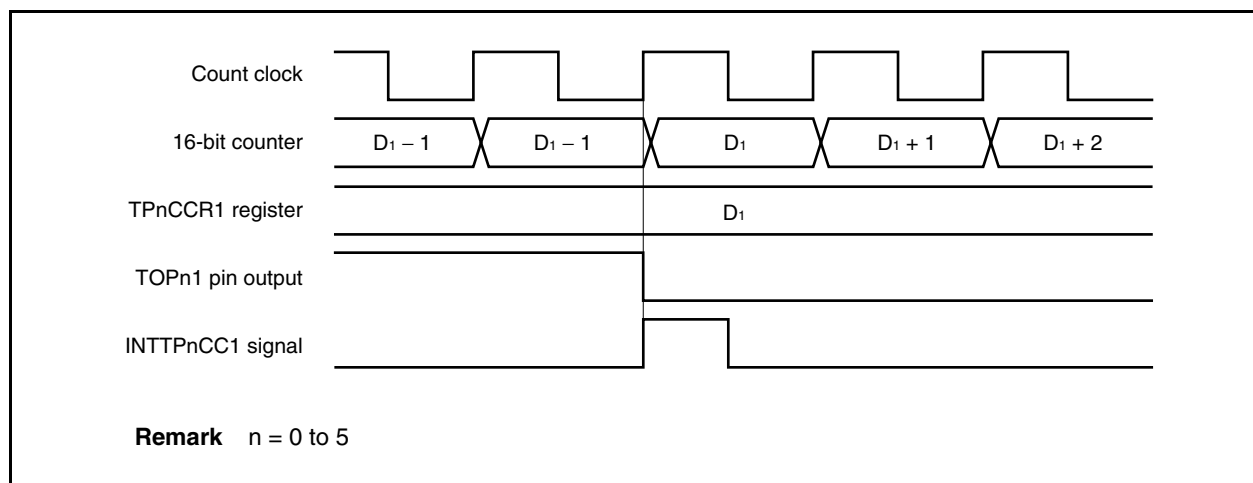 Count clock
16-bit counter
D1 − 1
D1 − 1
D1
D1 + 1
D1 + 2
TPnCCR1 register
D1
TOPn1 pin output
INTTPnCC1 signal
Remark n = 0 to 5